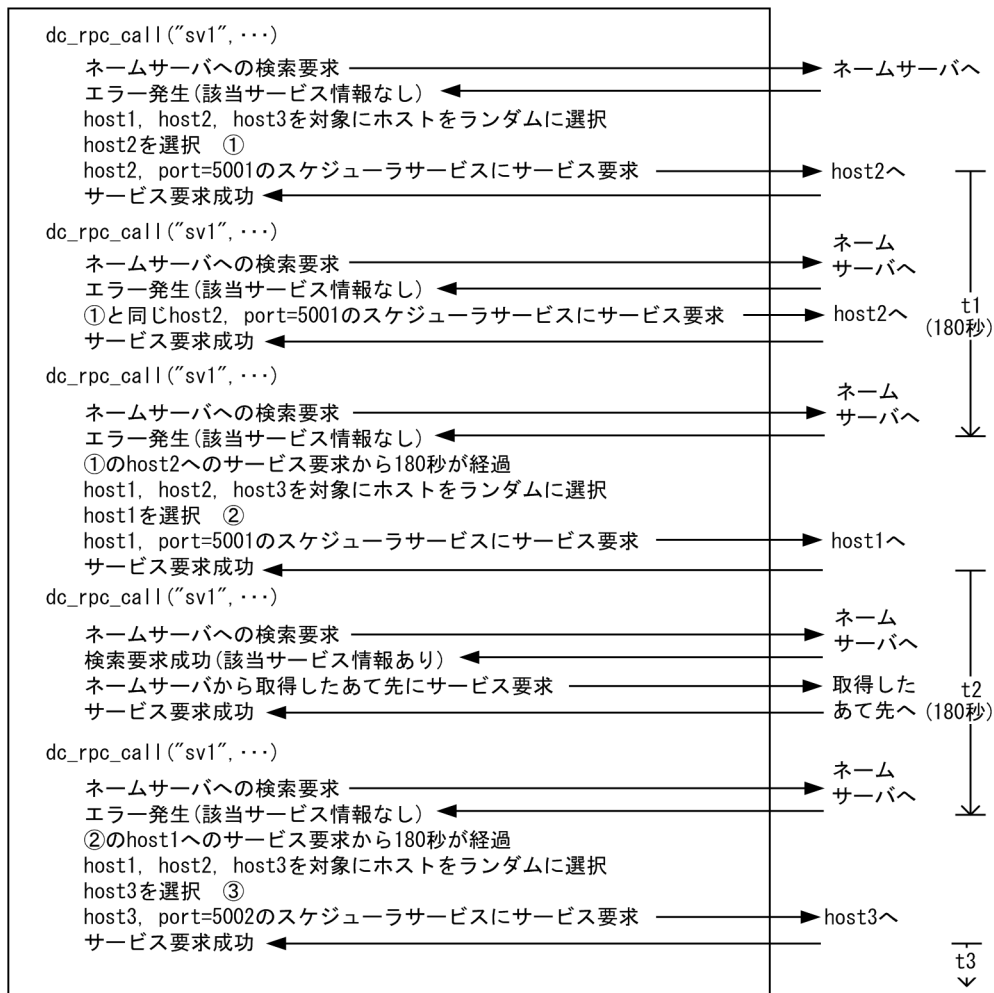 dc_rpc_call("sv1",･･･)
ネームサーバへの検索要求 ネームサーバへ
エラー発生(該当サービス情報なし)
host1, host2, host3を対象にホストをランダムに選択
host2を選択 ①
host2, port=5001のスケジューラサービスにサービス要求 host2へ
サービス要求成功
dc_rpc_call("sv1",･･･)
ネームサーバへの検索要求 ネーム
サーバへ
エラー発生(該当サービス情報なし)
①と同じhost2, port=5001のスケジューラサービスにサービス要求 host2へ
t1
(180秒)
サービス要求成功
dc_rpc_call("sv1",･･･)
ネームサーバへの検索要求 ネーム
サーバへ
エラー発生(該当サービス情報なし)
①のhost2へのサービス要求から180秒が経過
host1, host2, host3を対象にホストをランダムに選択
host1を選択 ②
host1, port=5001のスケジューラサービスにサービス要求 host1へ
サービス要求成功
dc_rpc_call("sv1",･･･)
ネームサーバへの検索要求 ネーム
サーバへ
検索要求成功(該当サービス情報あり)
ネームサーバから取得したあて先にサービス要求 取得した
あて先へ
t2
(180秒)
サービス要求成功
dc_rpc_call("sv1",･･･)
ネームサーバへの検索要求 ネーム
サーバへ
エラー発生(該当サービス情報なし)
②のhost1へのサービス要求から180秒が経過
host1, host2, host3を対象にホストをランダムに選択
host3を選択 ③
host3, port=5002のスケジューラサービスにサービス要求 host3へ
サービス要求成功
t3